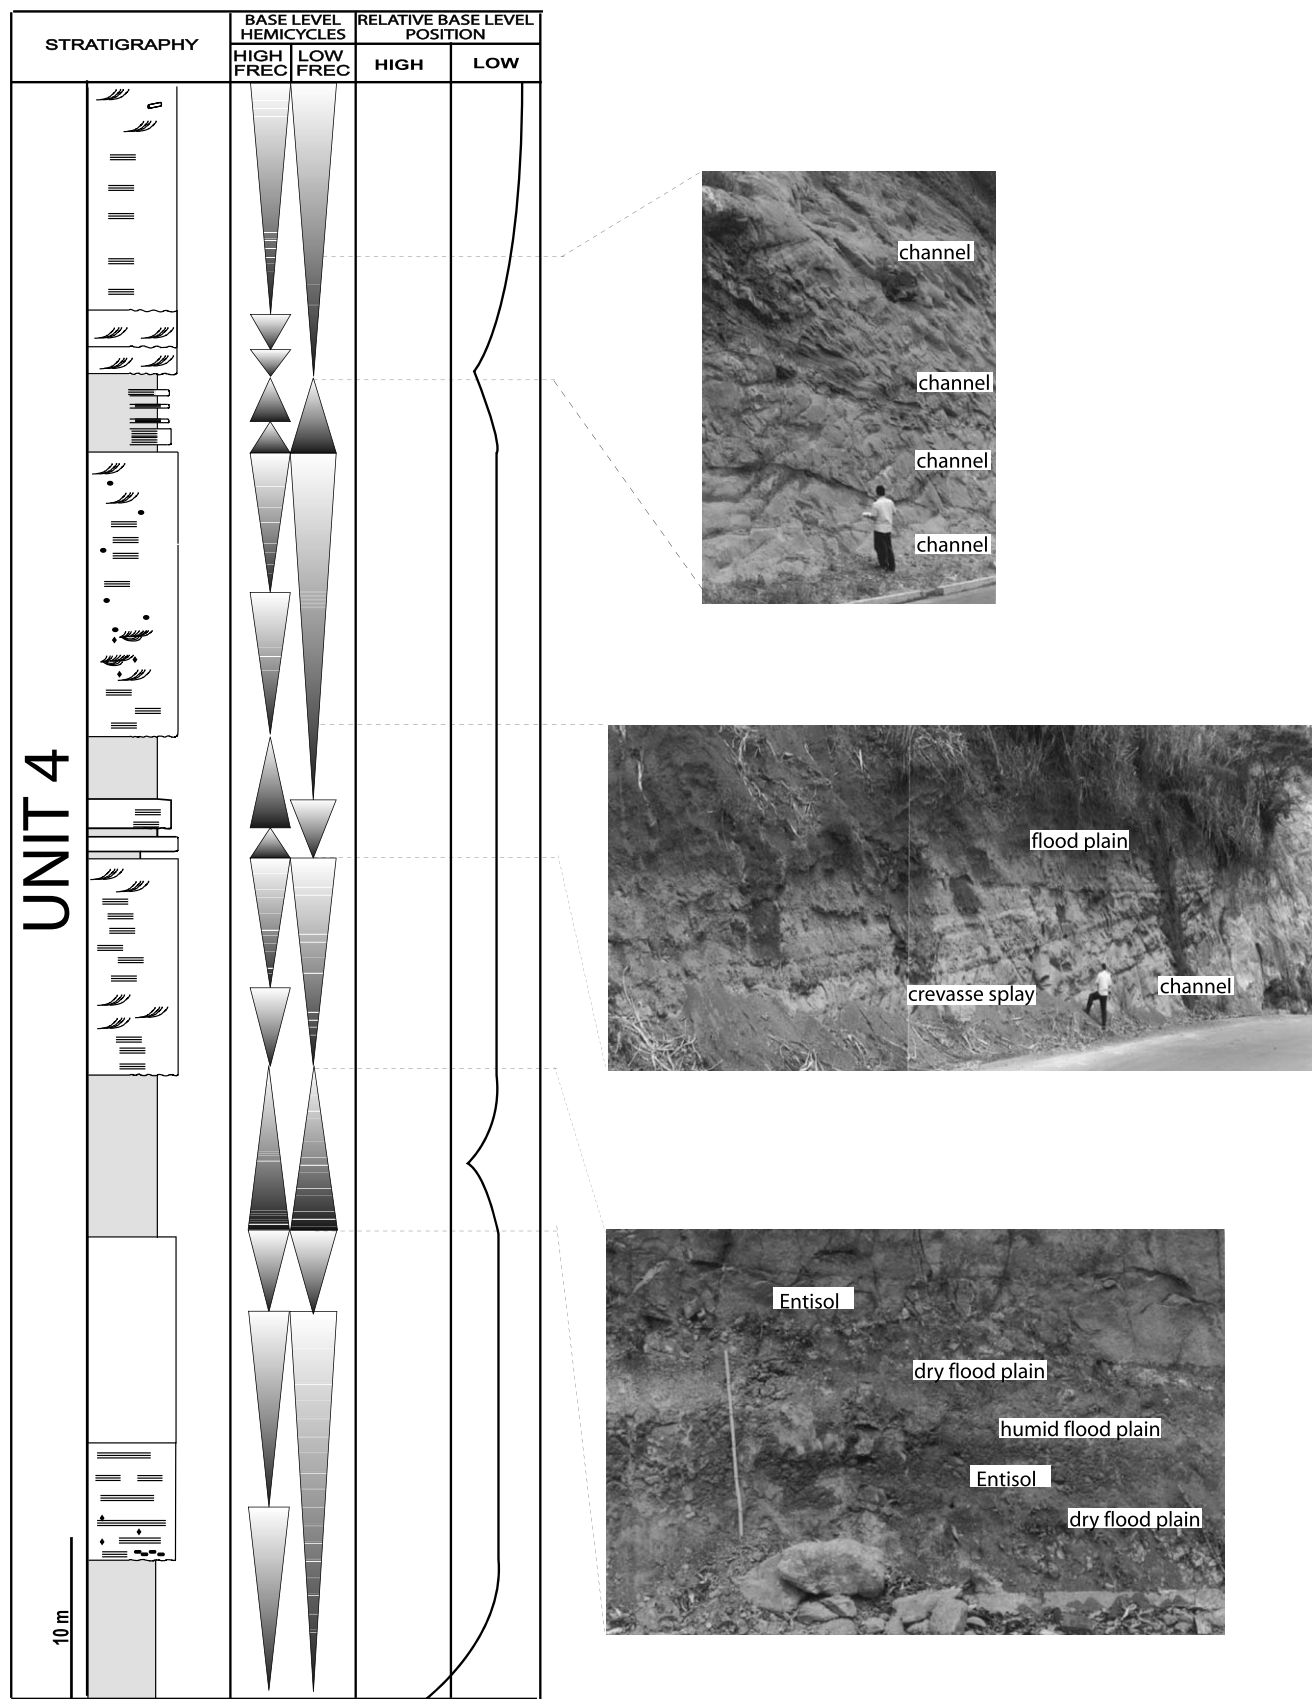 STRATIGRAPHY
BASE LEVEL
HEMICYCLES
HIGH
FREC
LOW
FREC
RELATIVE BASE LEVEL
POSITION
HIGH
LOW
UNIT 4
10 m
channel
channel
channel
channel
flood plain
crevasse splay
channel
Entisol
dry flood plain
humid flood plain
Entisol
dry flood plain